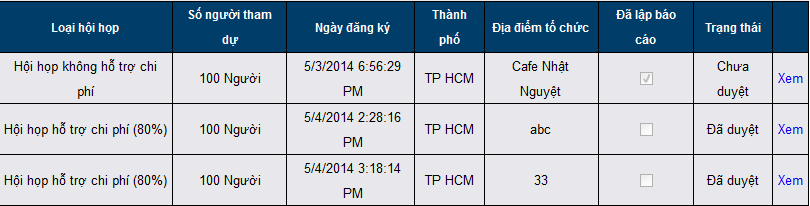 Loại hội họp Số người tham dự Ngày đăng ký Thành phố Địa điểm tổ chức Đã lập báo cáo Trạng thái
Hội họp không hỗ trợ chi phí 100 Người 5/3/2014 6:56:29 PM TP HCM Cafe Nhật Nguyệt Chưa duyệt Xem
Hội họp hỗ trợ chi phí (80%) 100 Người 5/4/2014 2:28:16 PM TP HCM abc Đã duyệt Xem
Hội họp hỗ trợ chi phí (80%) 100 Người 5/4/2014 3:18:14 PM TP HCM 33 Đã duyệt Xem